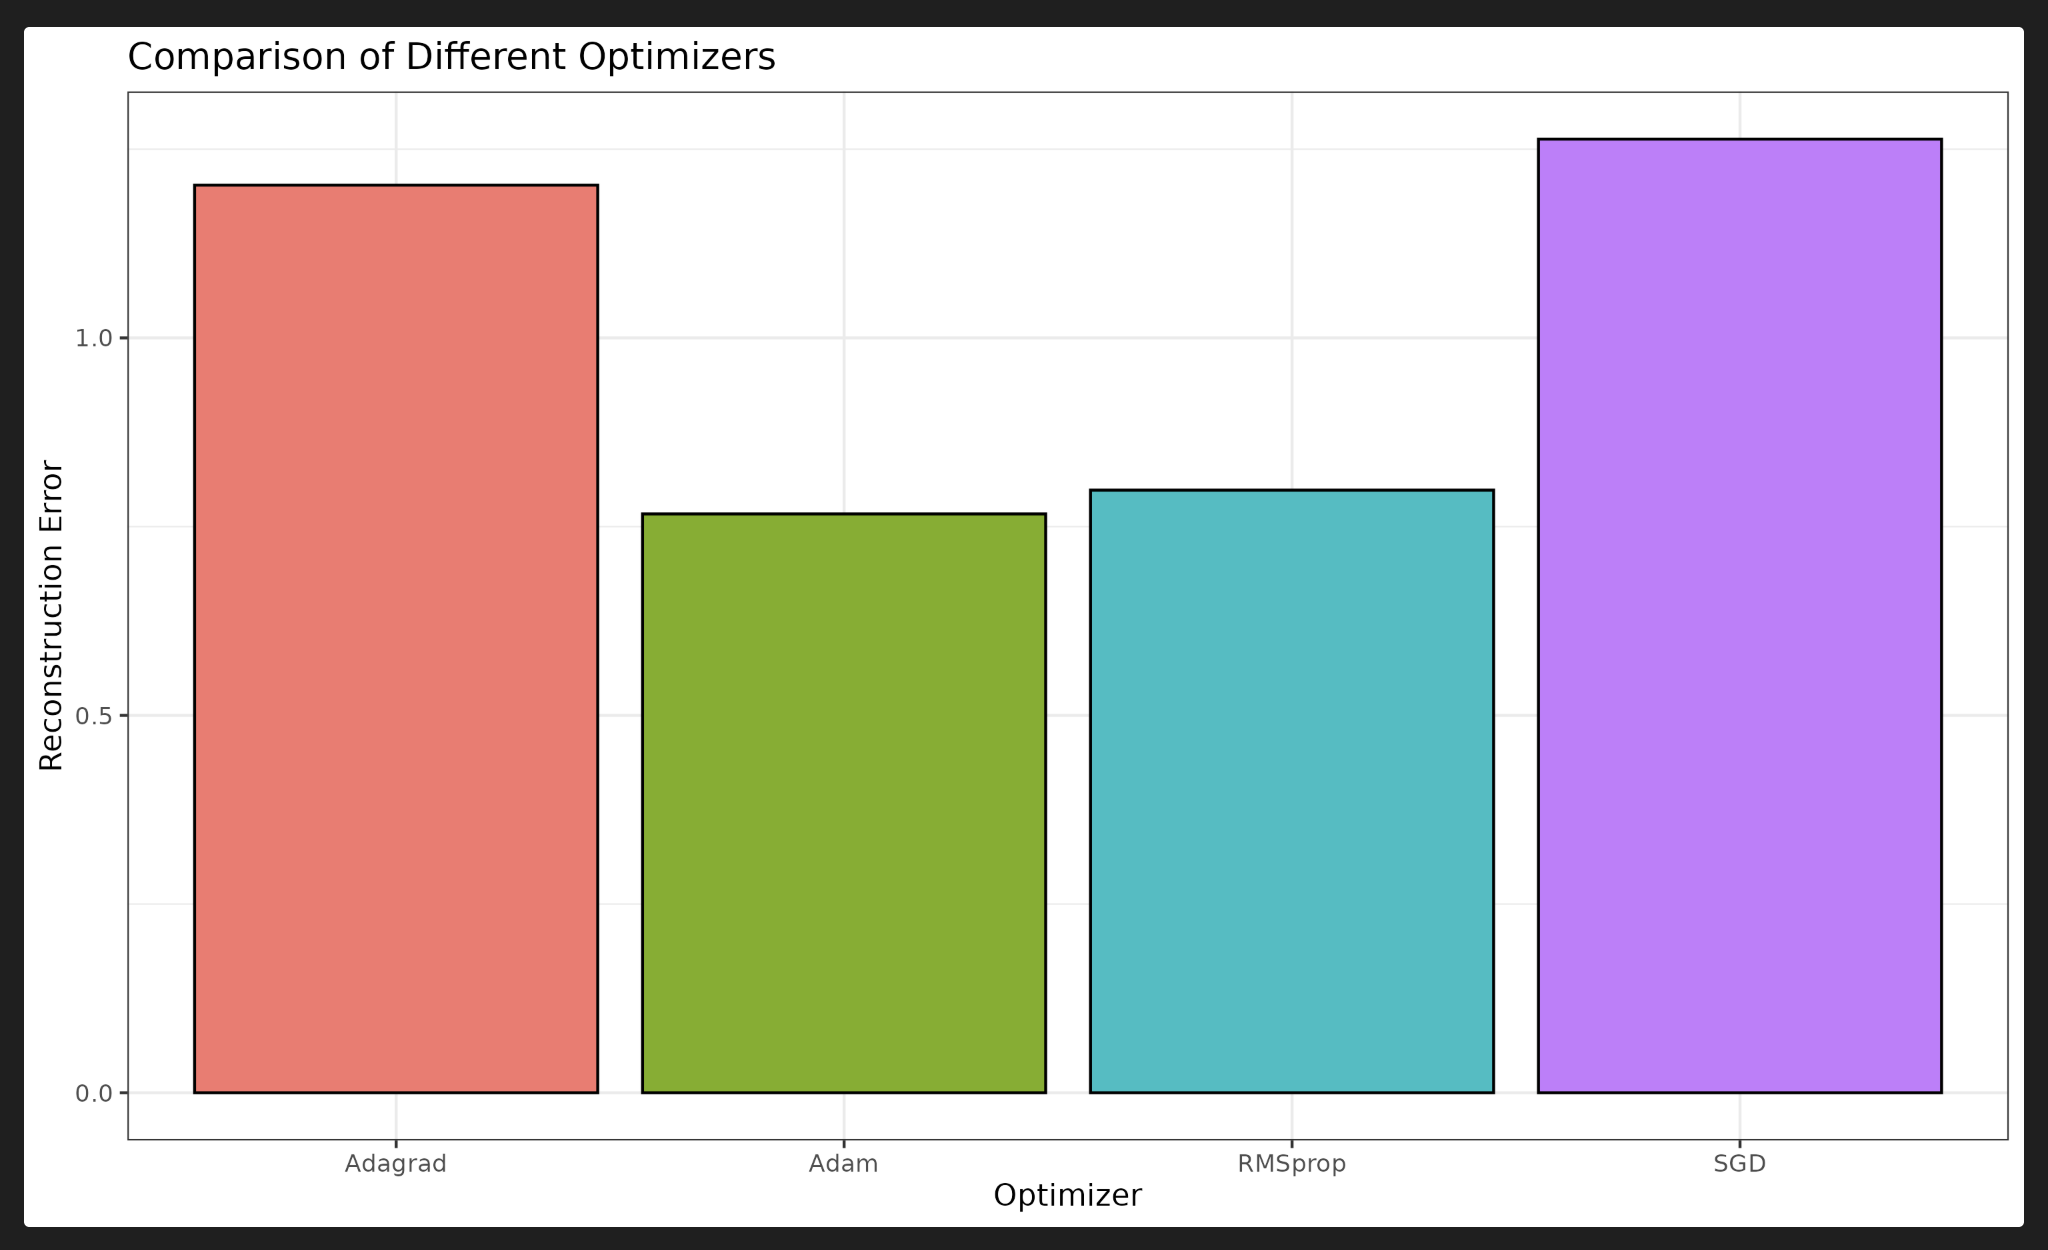 Comparison of Different Optimizers
Reconstruction Error
1.0
0.5
0.0
Adagrad
Adam
RMSprop
SGD
Optimizer